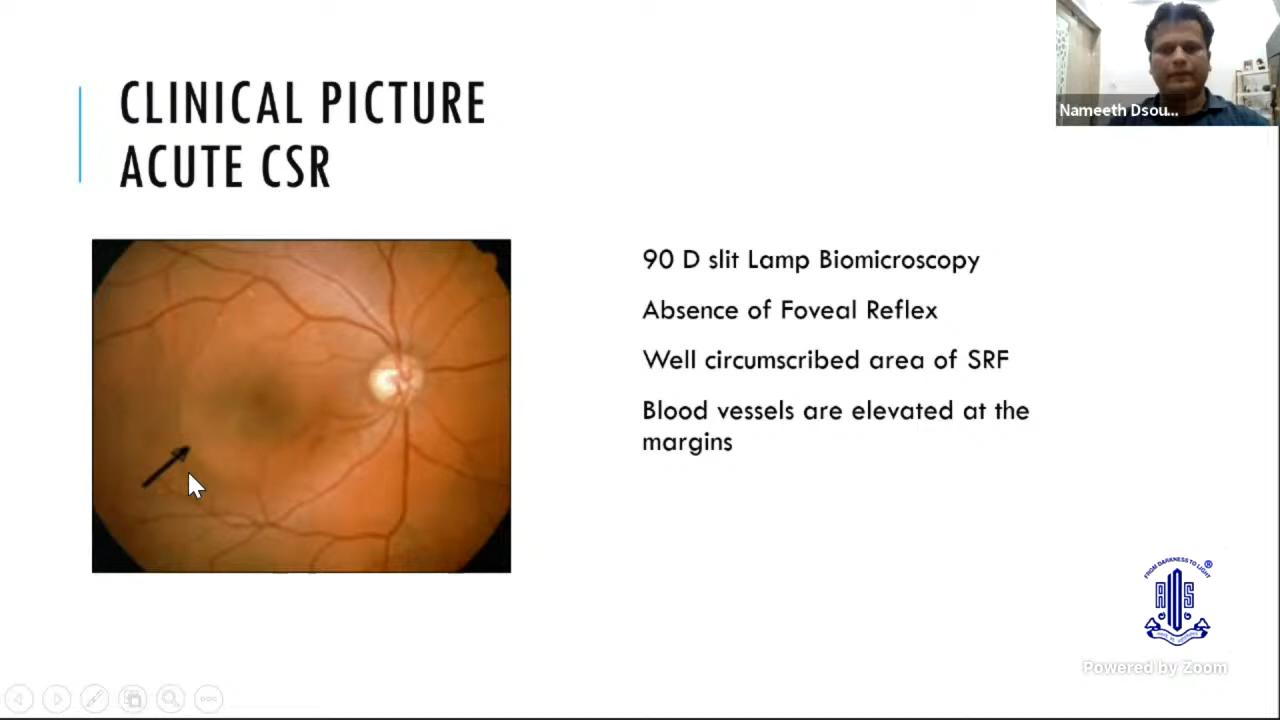 Nameeth Dsou...
CLINICAL PICTURE
ACUTE CSR
90 D slit Lamp Biomicroscopy
Absence of Foveal Reflex
Well circumscribed area of SRF
Blood vessels are elevated at the
margins
FROM DARKNESS TO LIGHT
®
AIOS
Powered by Zoom